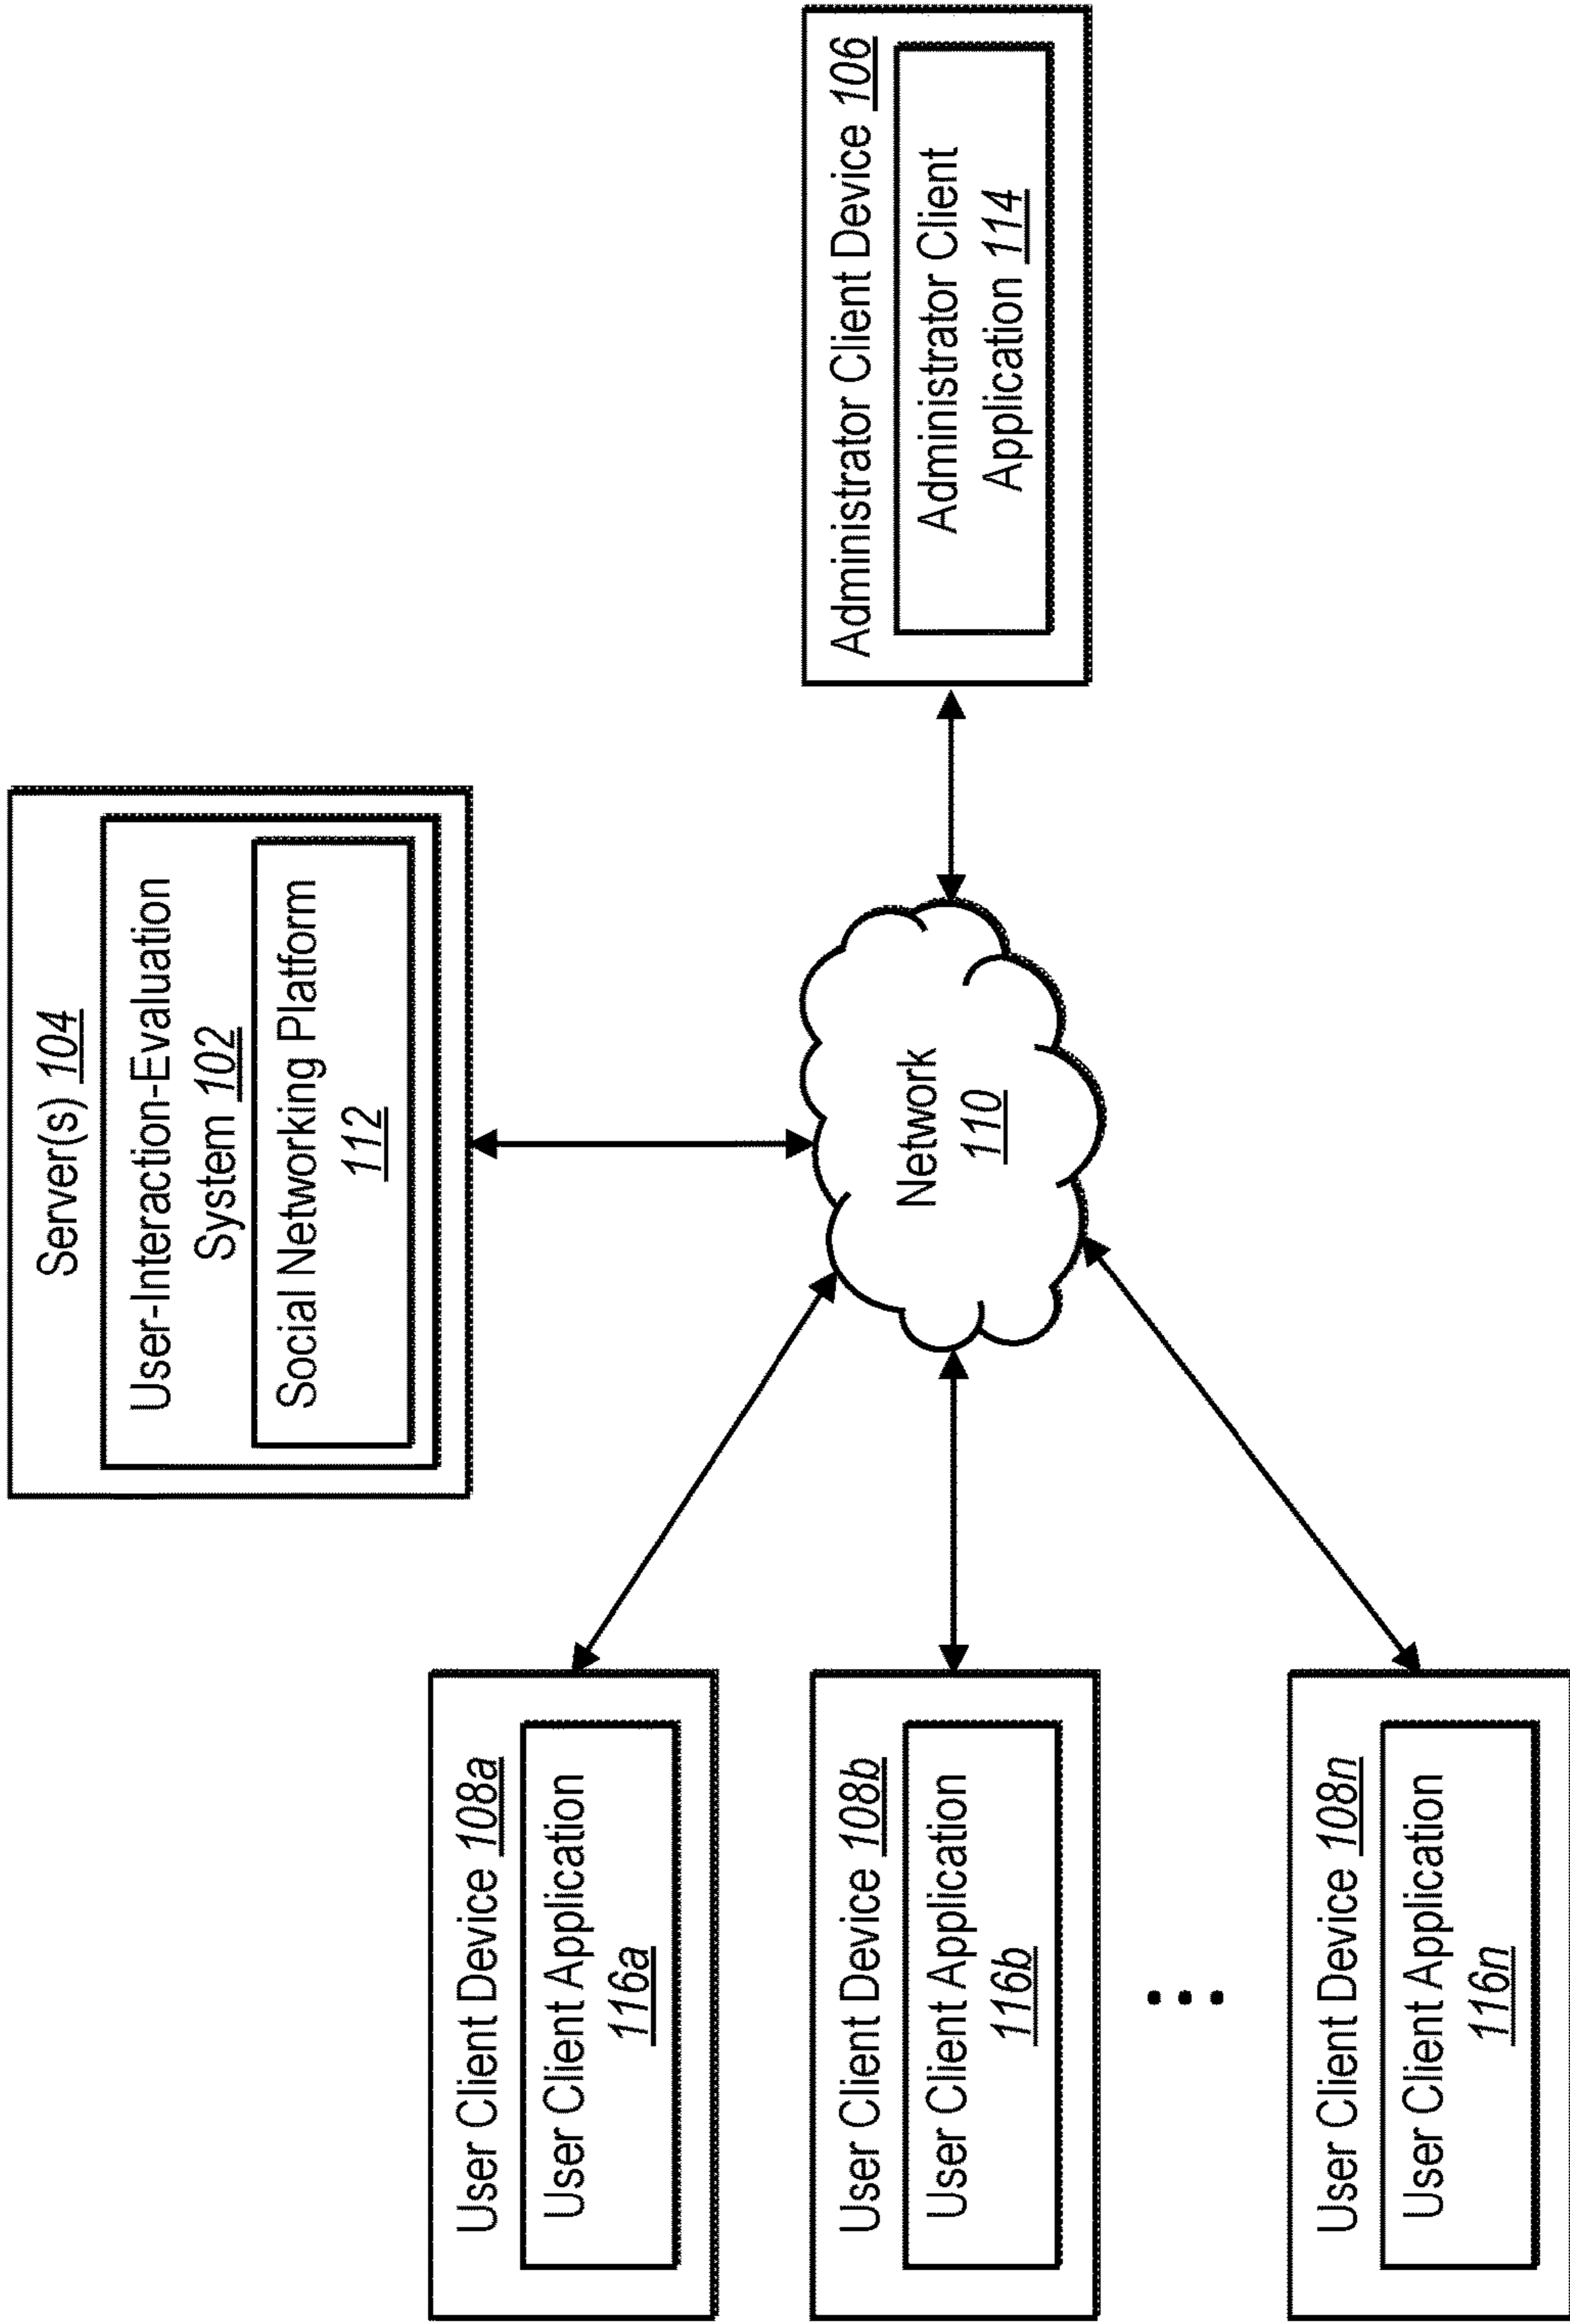 Server(s) 104
User-Interaction-Evaluation
System 102
Social Networking Platform
112
User Client Device 108a
User Client Application
116a
User Client Device 108b
User Client Application
116b
User Client Device 108n
User Client Application
116n
Network
110
Administrator Client Device 106
Administrator Client
Application 114